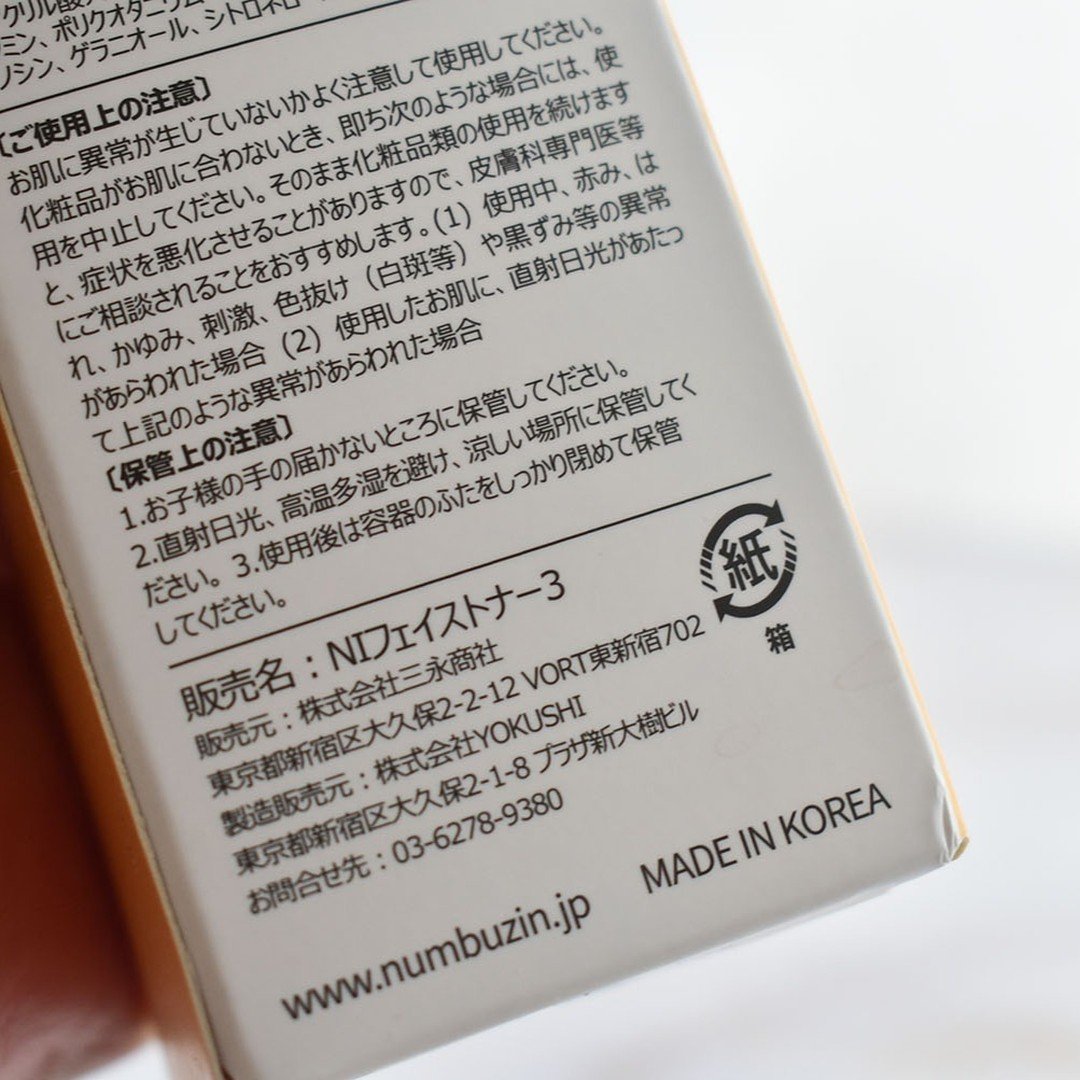 クリル酸
ミン、ポリクオタニウム
ノシン、ゲラニオール、シトロネロ
〔ご使用上の注意〕
お肌に異常が生じていないかよく注意して使用してください。
化粧品がお肌に合わないとき、即ち次のような場合には、使
用を中止してください。そのまま化粧品類の使用を続けます
と、症状を悪化させることがありますので、皮膚科専門医等
にご相談されることをおすすめします。(1) 使用中、赤み、は
れ、かゆみ、刺激、色抜け（白斑等）や黒ずみ等の異常
があらわれた場合（2）使用したお肌に、直射日光があたっ
て上記のような異常があらわれた場合
〔保管上の注意〕
1.お子様の手の届かないところに保管してください。
2.直射日光、高温多湿を避け、涼しい場所に保管してく
ださい。3.使用後は容器のふたをしっかり閉めて保管
してください。
紙
箱
販売名：NIフェイストナー3
販売元：株式会社三永商社
東京都新宿区大久保2-2-12 VORT東新宿702
製造販売元：株式会社YOKUSHI
東京都新宿区大久保2-1-8 プラザ新大樹ビル
お問合せ先：03-6278-9380
www.numbuzin.jp
MADE IN KOREA